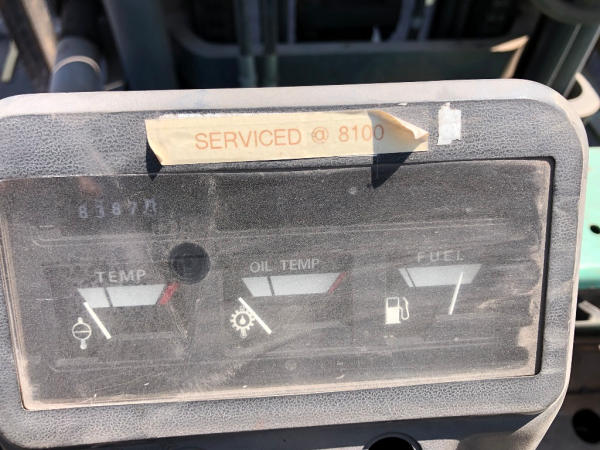 SERVICED @ 8100
TEMP
OIL TEMP
FUEL